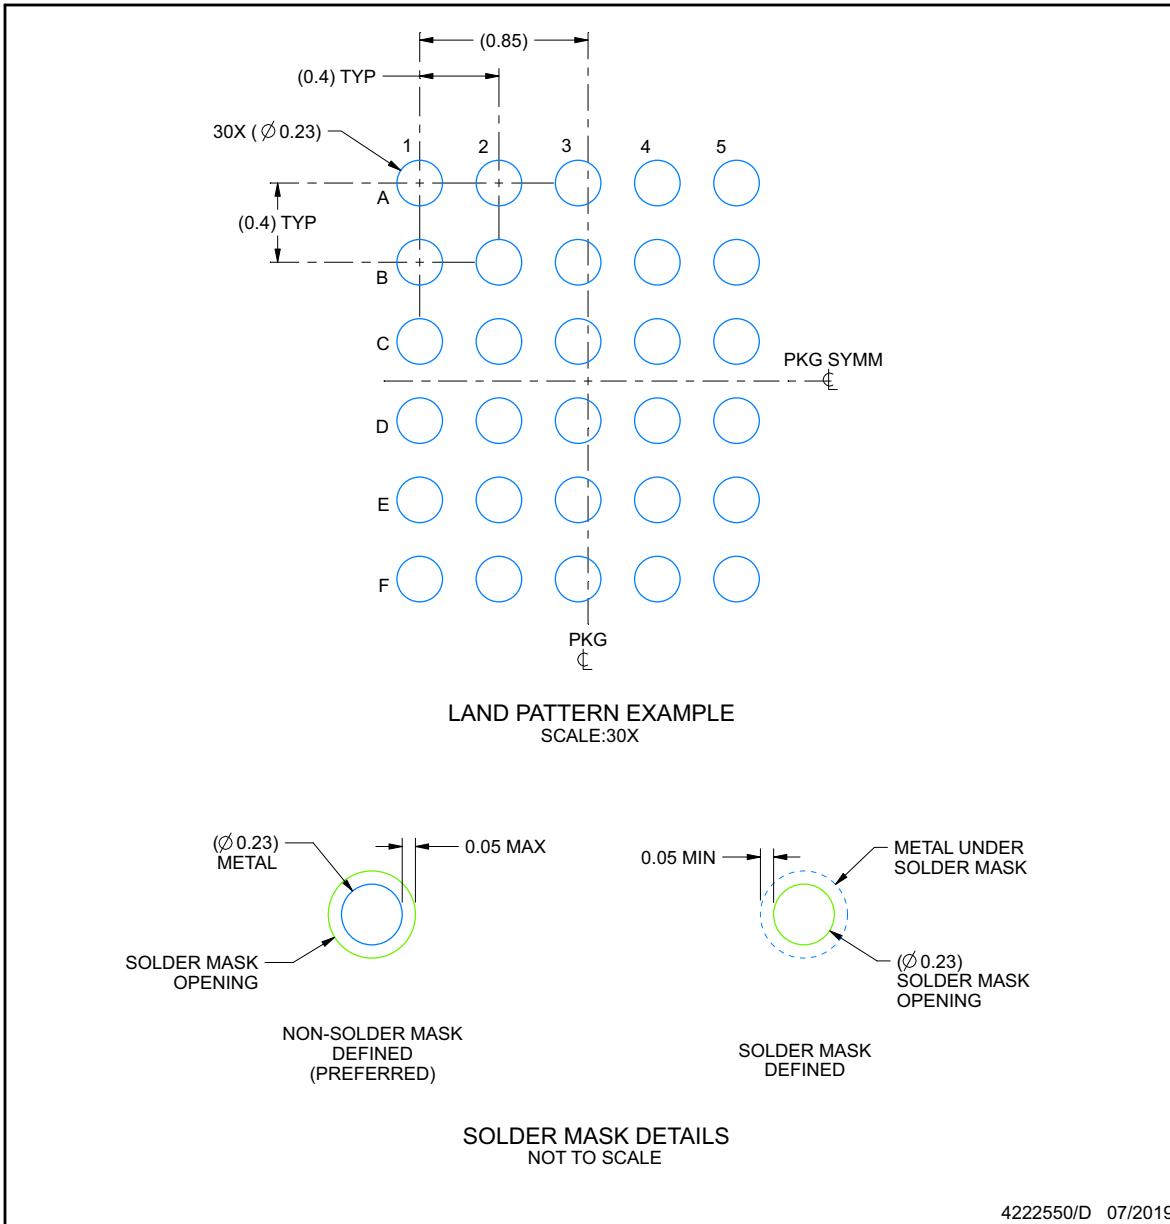 (0.85)
(0.4) TYP
30X (∅0.23)
1 2 3 4 5
A
(0.4) TYP
B
C
PKG SYMM
℄
D
E
F
PKG
℄
LAND PATTERN EXAMPLE
SCALE:30X
(∅0.23)
METAL
0.05 MAX
SOLDER MASK
OPENING
NON-SOLDER MASK
DEFINED
(PREFERRED)
0.05 MIN
METAL UNDER
SOLDER MASK
(∅0.23)
SOLDER MASK
OPENING
SOLDER MASK
DEFINED
SOLDER MASK DETAILS
NOT TO SCALE
4222550/D 07/2019